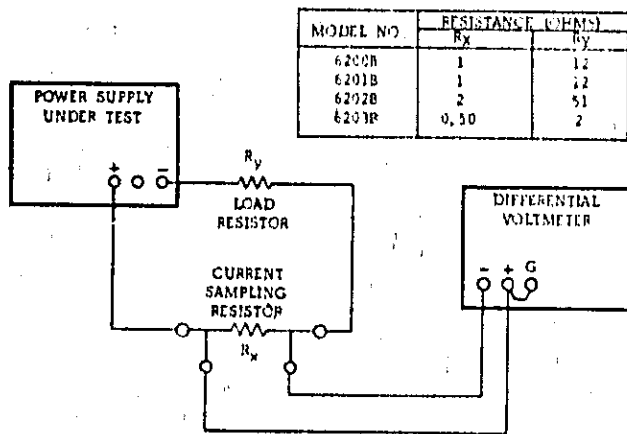 MODEL NO.
RESISTANCE (OHMS)
Rx
Ry
6200B 1 12
6201B 1 12
6202B 2 51
6203B 0.50 2
POWER SUPPLY
UNDER TEST
+ -
Ry
LOAD
RESISTOR
DIFFERENTIAL
VOLTMETER
- + G
CURRENT
SAMPLING
RESISTOR
Rx